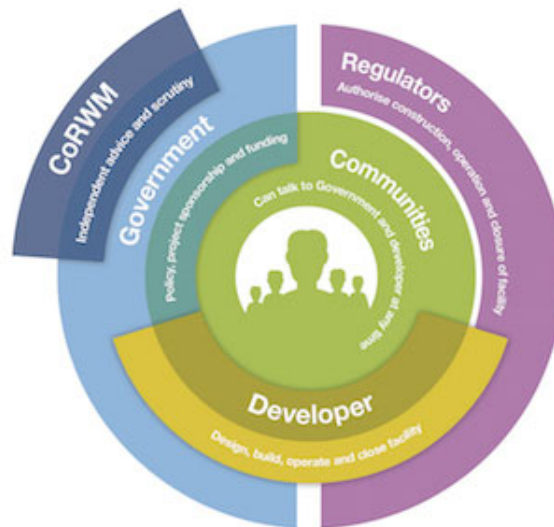 CoRWM
Independent advice and scrutiny
Government
Policy, project sponsorship and funding
Regulators
Authorise construction, operation and closure of facility
Communities
Can talk to Government and developer at any time
Developer
Design, build, operate and close facility